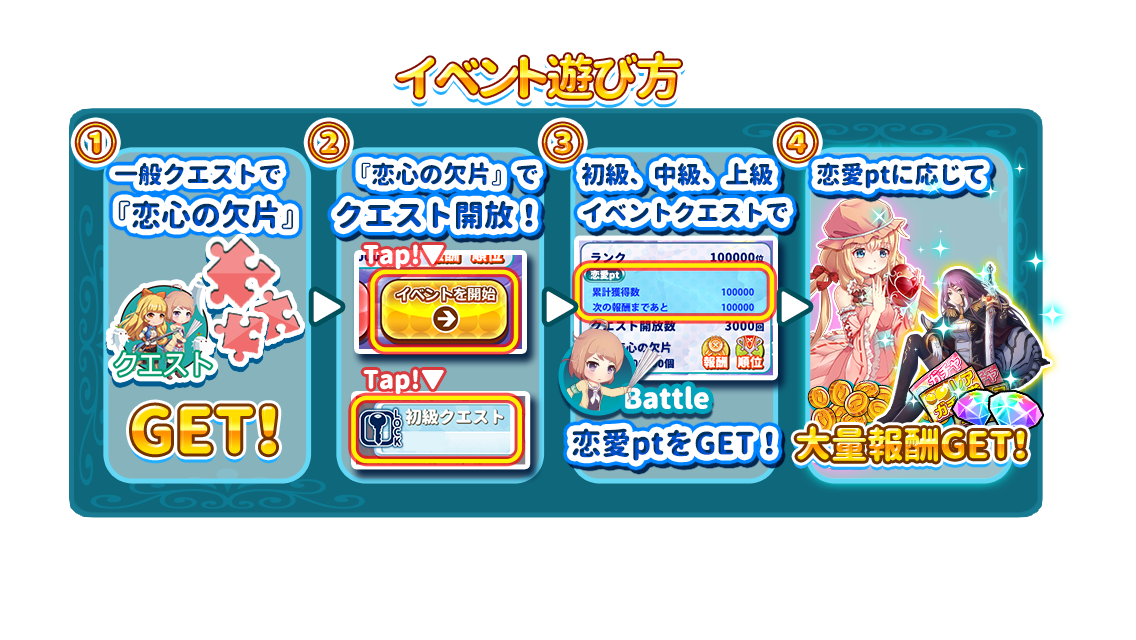 イベント遊び方
1
一般クエストで
『恋心の欠片』
クエスト
GET!
2
『恋心の欠片』で
クエスト開放！
Tap!▼
報酬 順位
イベントを開始
Tap!▼
LOCK
初級クエスト
3
初級、中級、上級
イベントクエストで
ランク 100000位
恋愛pt
累計獲得数 100000
次の報酬まであと 100000
クエスト開放数 3000回
心の欠片
個
報酬 順位
Battle
恋愛ptをGET！
4
恋愛ptに応じて
大量報酬GET!